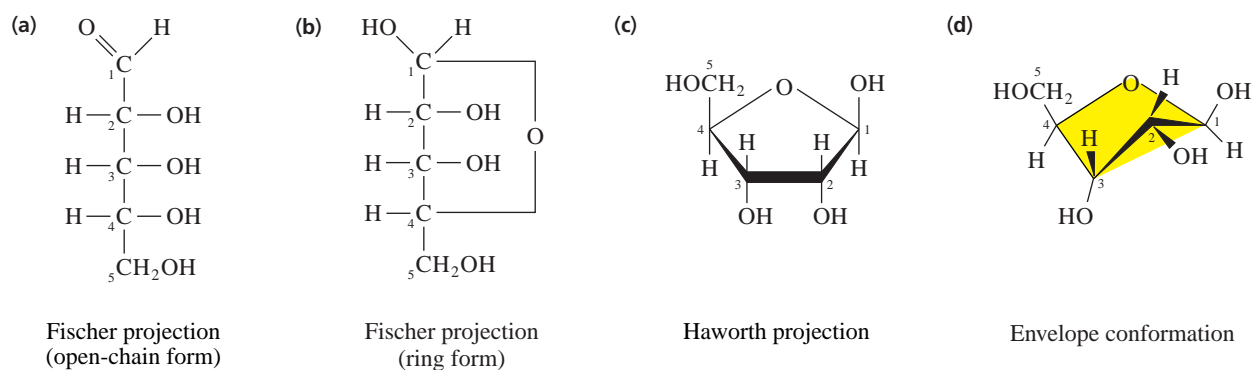 (a)
O H
1 C
H C OH
2
H C OH
3
H C OH
4
5 CH2OH
Fischer projection
(open-chain form)
(b)
HO H
1 C
H C OH
2
O
H C OH
3
H C
4
5 CH2OH
Fischer projection
(ring form)
(c)
5
HOCH2 O OH
4 1
H H H H
3 2
OH OH
Haworth projection
(d)
5
HOCH2 O H OH
4 1
H H 2 H
OH
3
HO
Envelope conformation